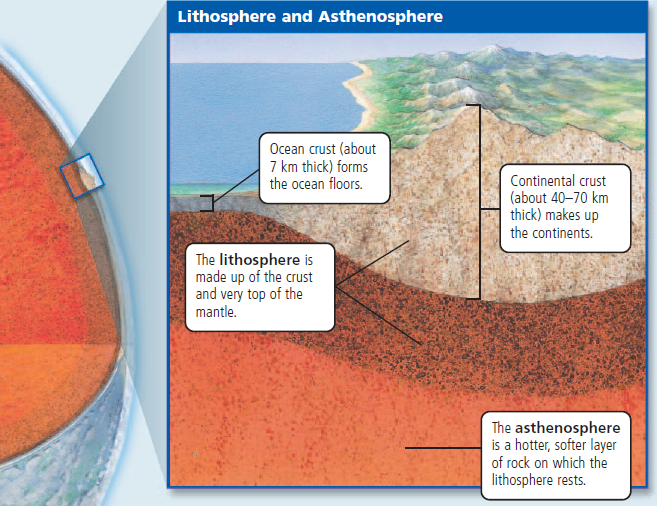 Lithosphere and Asthenosphere
Ocean crust (about
7 km thick) forms
the ocean floors.
Continental crust
(about 40–70 km
thick) makes up
the continents.
The lithosphere is
made up of the crust
and very top of the
mantle.
The asthenosphere
is a hotter, softer layer
of rock on which the
lithosphere rests.